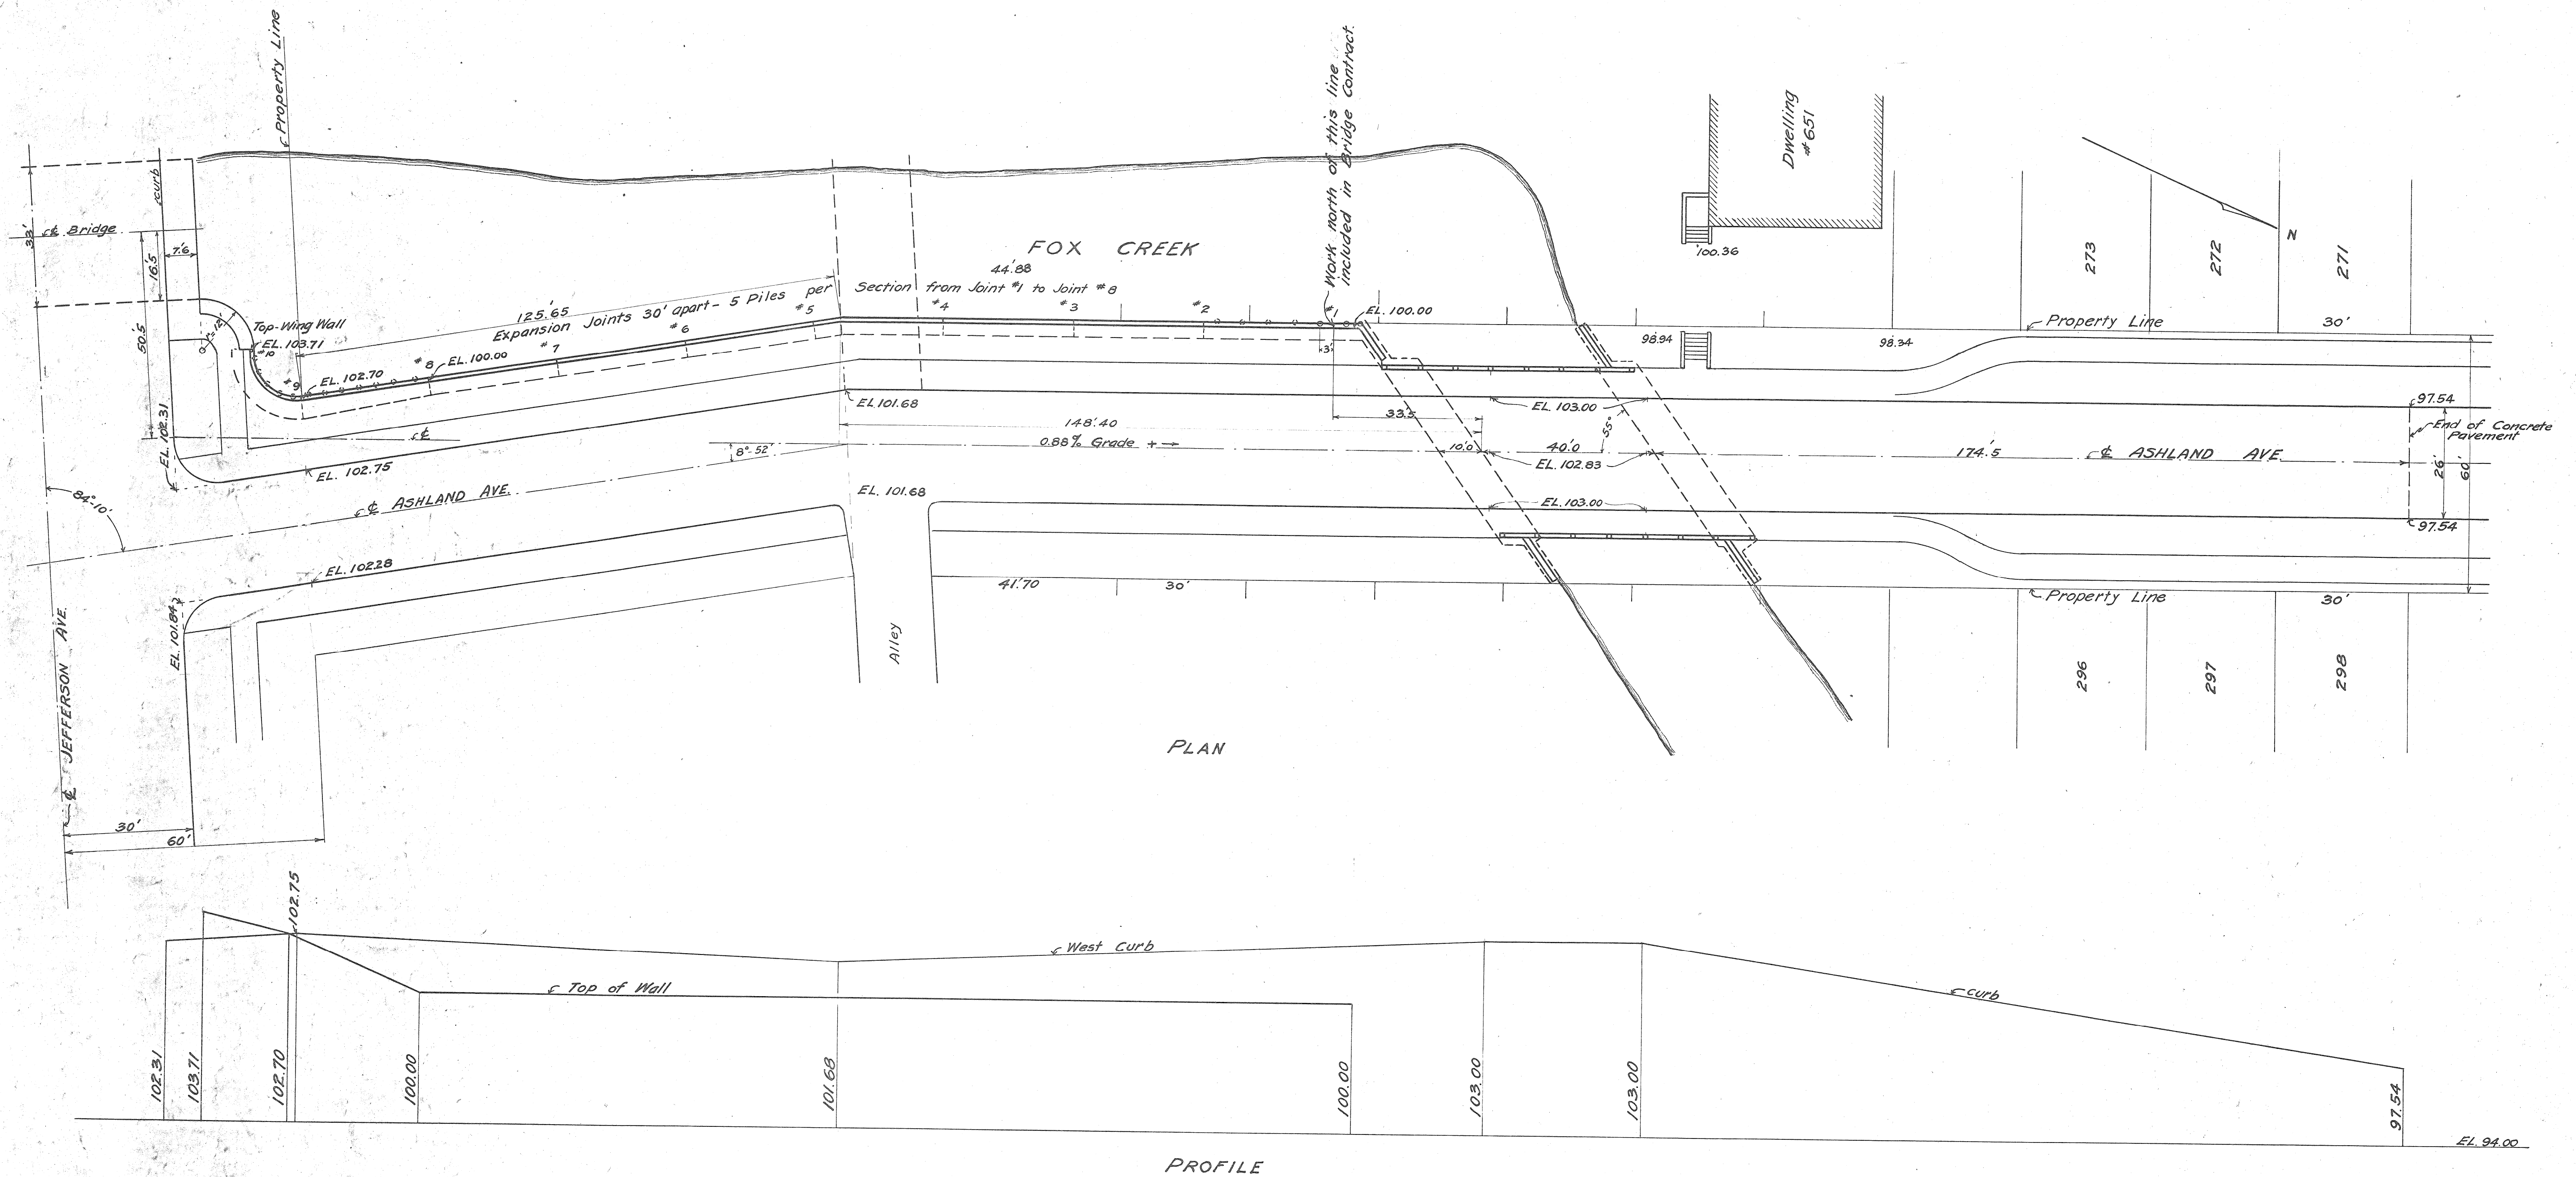 Property Line
Work north of this line
included in Bridge Contract.
Dwelling
#651
curb
33'
℄ Bridge
7'.6
16'.5
50'.5
FOX CREEK
100.36
N
273
272
271
44'.88
125'.65
Expansion Joints 30' apart - 5 Piles per Section from Joint #1 to Joint #8
#5
#4
#3
#2
#1
EL. 100.00
#6
#7
#8
EL. 100.00
R=12'
Top-Wing Wall
EL. 103.71
#10
#9
EL. 102.70
3'
98.94
98.34
Property Line
30'
EL. 102.31
EL. 102.75
℄
EL 101.68
148'.40
0.88% Grade +→
8°-52'
33'.5
EL. 103.00
55°
10'.0
40'.0
EL. 102.83
174'.5
℄ ASHLAND AVE.
97.54
End of Concrete
Pavement
26'
60'
84°-10'
℄ ASHLAND AVE.
EL. 101.68
EL. 103.00
97.54
EL. 102.28
EL. 101.84
41'.70
30'
Property Line
30'
℄ JEFFERSON AVE.
Alley
296
297
298
PLAN
30'
60'
102.75
West Curb
Top of Wall
curb
102.31
103.71
102.70
100.00
101.68
100.00
103.00
103.00
97.54
EL. 94.00
PROFILE